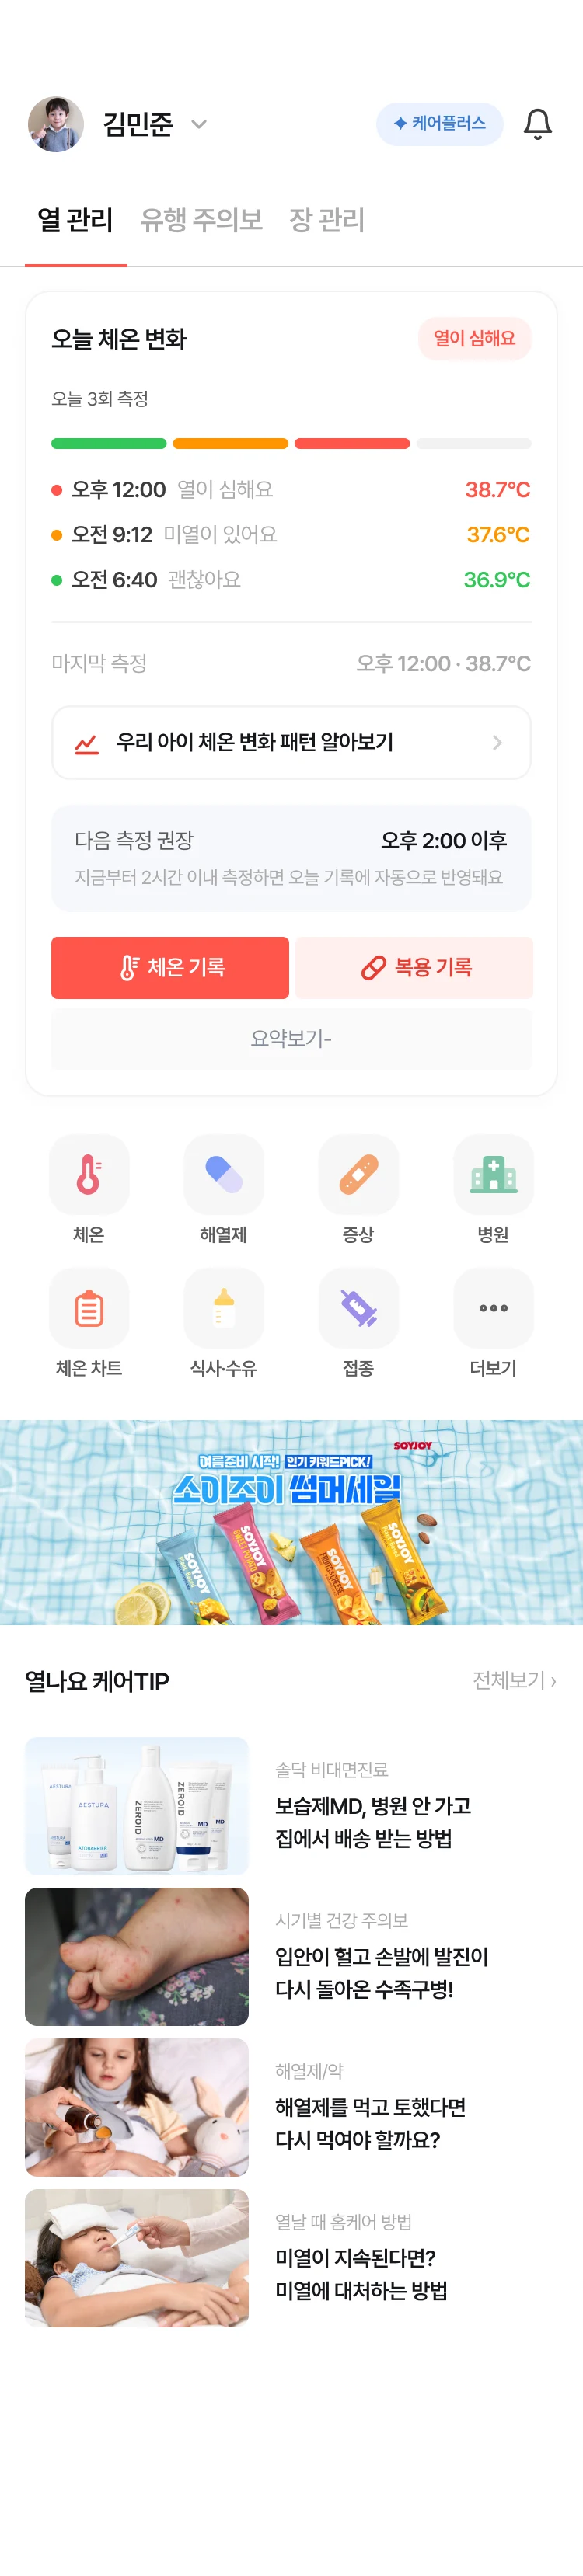 김민준
케어플러스
열 관리
유행 주의보
장 관리
오늘 체온 변화
열이 심해요
오늘 3회 측정
오후 12:00 열이 심해요 38.7°C
오전 9:12 미열이 있어요 37.6°C
오전 6:40 괜찮아요 36.9°C
마지막 측정 오후 12:00 · 38.7°C
우리 아이 체온 변화 패턴 알아보기
다음 측정 권장 오후 2:00 이후
지금부터 2시간 이내 측정하면 오늘 기록에 자동으로 반영돼요
체온 기록
복용 기록
요약보기-
체온
해열제
증상
병원
체온 차트
식사·수유
접종
더보기
SOYJOY
여름준비 시작! 인기 키워드PICK!
소이조이 썸머세일
SOYJOY
SOYJOY
SOYJOY
SOYJOY
열나요 케어TIP
전체보기 ›
AESTURA
AESTURA
ATOBARRIER
ZEROID
MD
ZEROID
MD
MD
솔닥 비대면진료
보습제MD, 병원 안 가고
집에서 배송 받는 방법
시기별 건강 주의보
입안이 헐고 손발에 발진이
다시 돌아온 수족구병!
해열제/약
해열제를 먹고 토했다면
다시 먹여야 할까요?
열날 때 홈케어 방법
미열이 지속된다면?
미열에 대처하는 방법